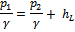 p₁/γ = p₂/γ + h_L